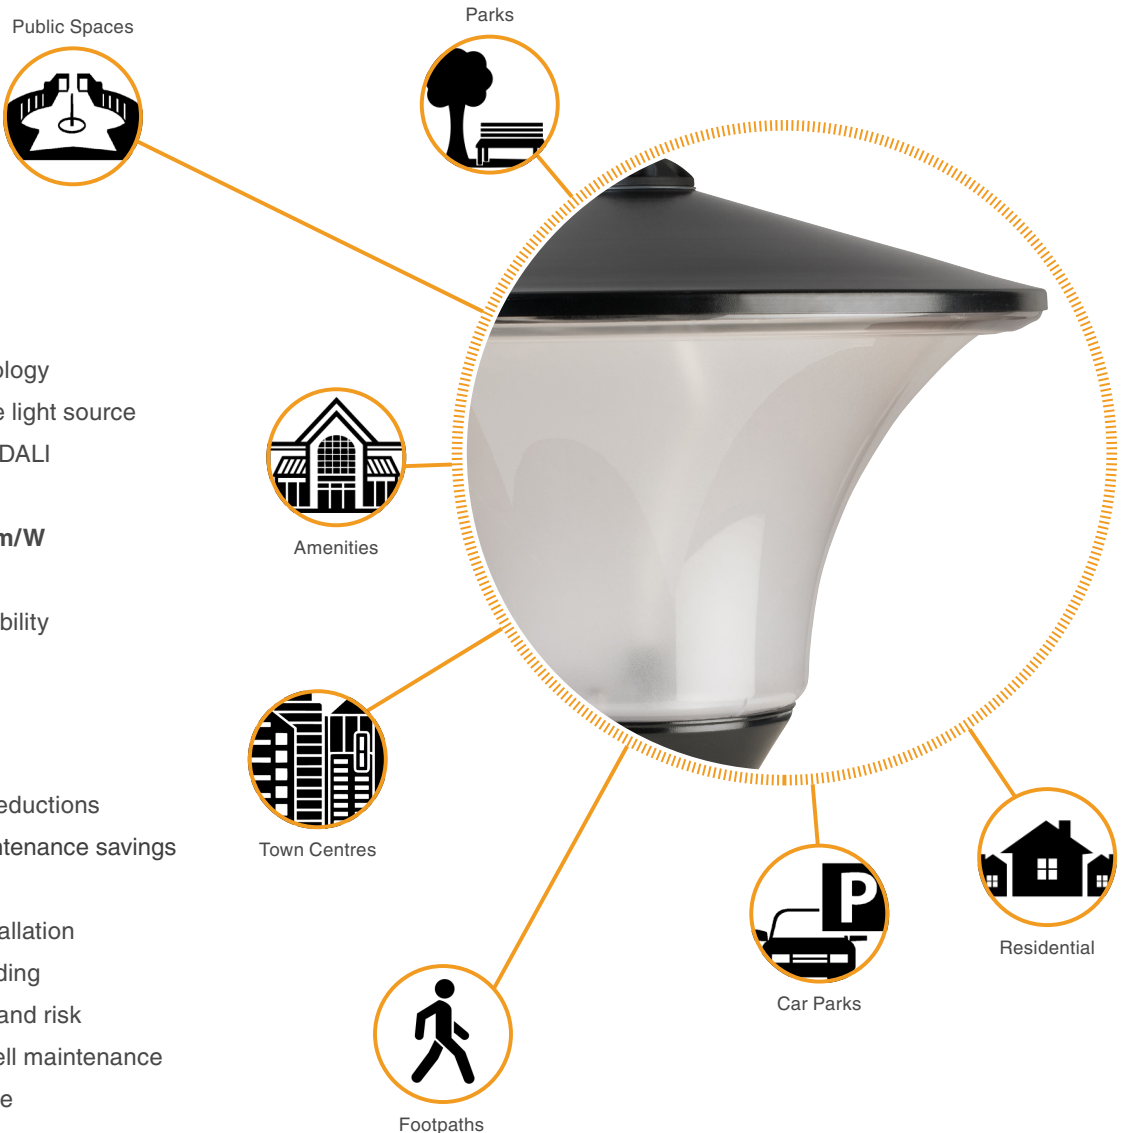 Public Spaces
Parks
ology
e light source
DALI
m/W
bility
Amenities
Town Centres
eductions
ntenance savings
allation
ding
and risk
ell maintenance
e
P
Car Parks
Residential
Footpaths